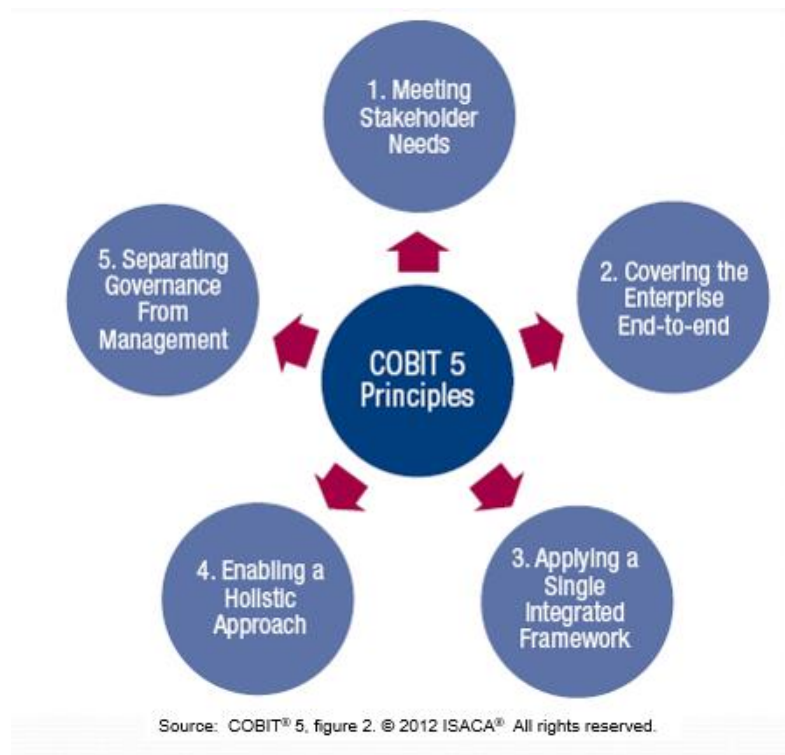 1. Meeting
Stakeholder
Needs
5. Separating
Governance
From
Management
2. Covering the
Enterprise
End-to-end
COBIT 5
Principles
4. Enabling a
Holistic
Approach
3. Applying a
Single
Integrated
Framework
Source: COBIT® 5, figure 2. © 2012 ISACA® All rights reserved.